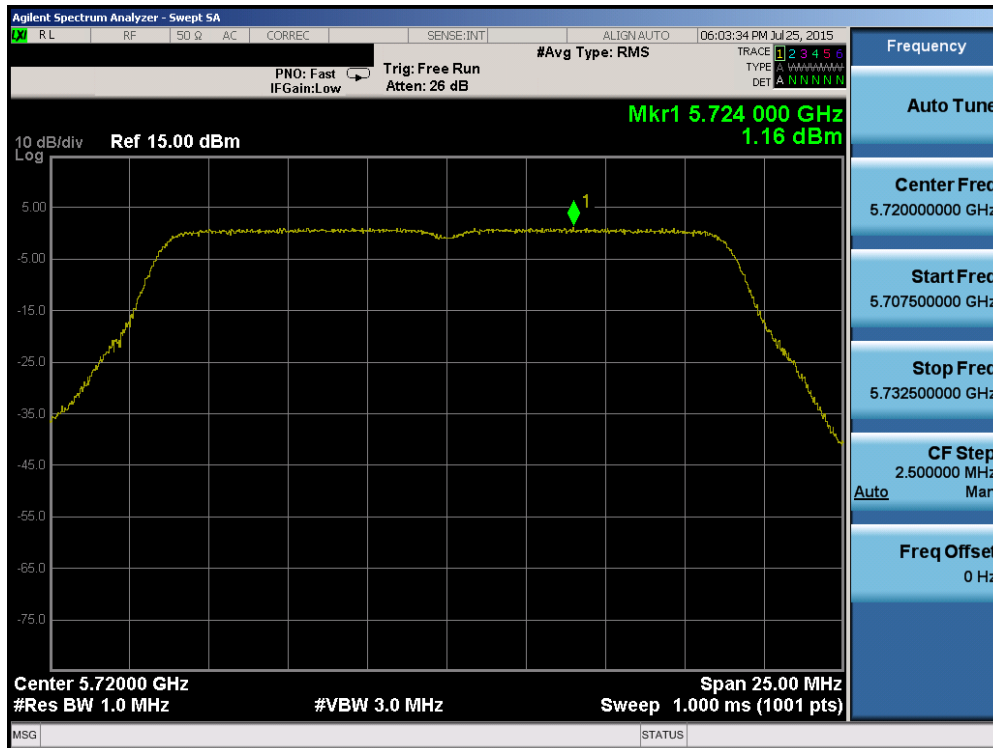 Agilent Spectrum Analyzer - Swept SA
LXI RL RF 50 Ω AC CORREC SENSE:INT ALIGN AUTO 06:03:34 PM Jul 25, 2015
#Avg Type: RMS TRACE 1 2 3 4 5 6
PNO: Fast Trig: Free Run TYPE A WWWWW
IFGain:Low Atten: 26 dB DET A N N N N N
Mkr1 5.724 000 GHz
1.16 dBm
10 dB/div Ref 15.00 dBm
Log
1
5.00
-5.00
-15.0
-25.0
-35.0
-45.0
-55.0
-65.0
-75.0
Center 5.72000 GHz Span 25.00 MHz
#Res BW 1.0 MHz #VBW 3.0 MHz Sweep 1.000 ms (1001 pts)
MSG STATUS
Frequency
Auto Tune
Center Freq
5.720000000 GHz
Start Freq
5.707500000 GHz
Stop Freq
5.732500000 GHz
CF Step
2.500000 MHz
Auto Man
Freq Offset
0 Hz